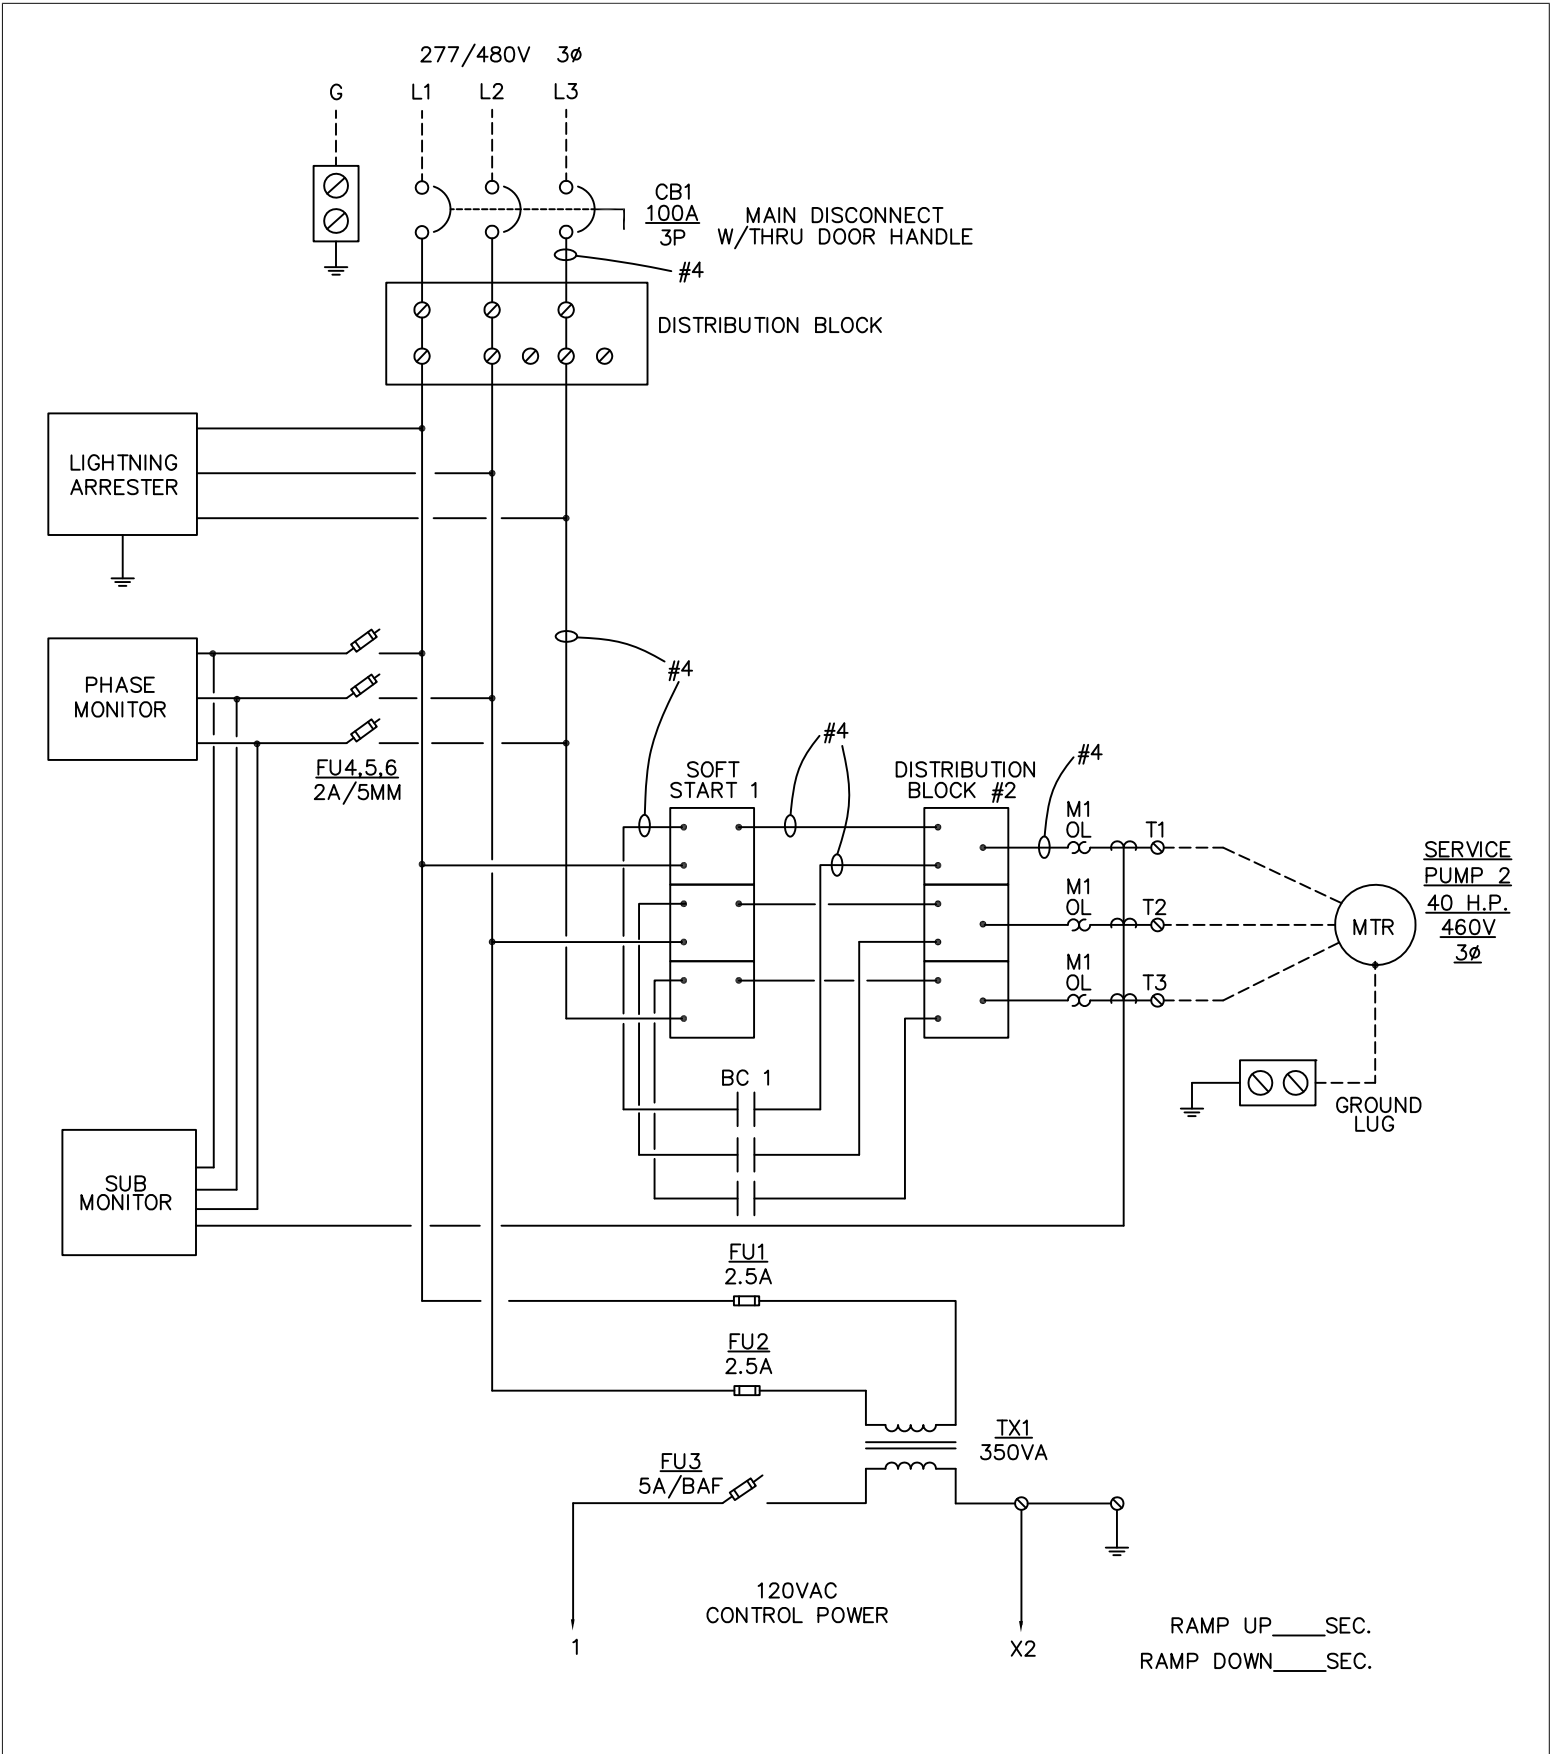 277/480V 3ø
G L1 L2 L3
CB1
100A
3P
MAIN DISCONNECT
W/THRU DOOR HANDLE
#4
DISTRIBUTION BLOCK
LIGHTNING
ARRESTER
PHASE
MONITOR
FU4,5,6
2A/5MM
#4
SOFT
START 1
#4
DISTRIBUTION
BLOCK #2
#4
M1
OL
T1
M1
OL
T2
M1
OL
T3
MTR
SERVICE
PUMP 2
40 H.P.
460V
3ø
GROUND
LUG
BC 1
SUB
MONITOR
FU1
2.5A
FU2
2.5A
TX1
350VA
FU3
5A/BAF
120VAC
CONTROL POWER
1
X2
RAMP UP____SEC.
RAMP DOWN____SEC.